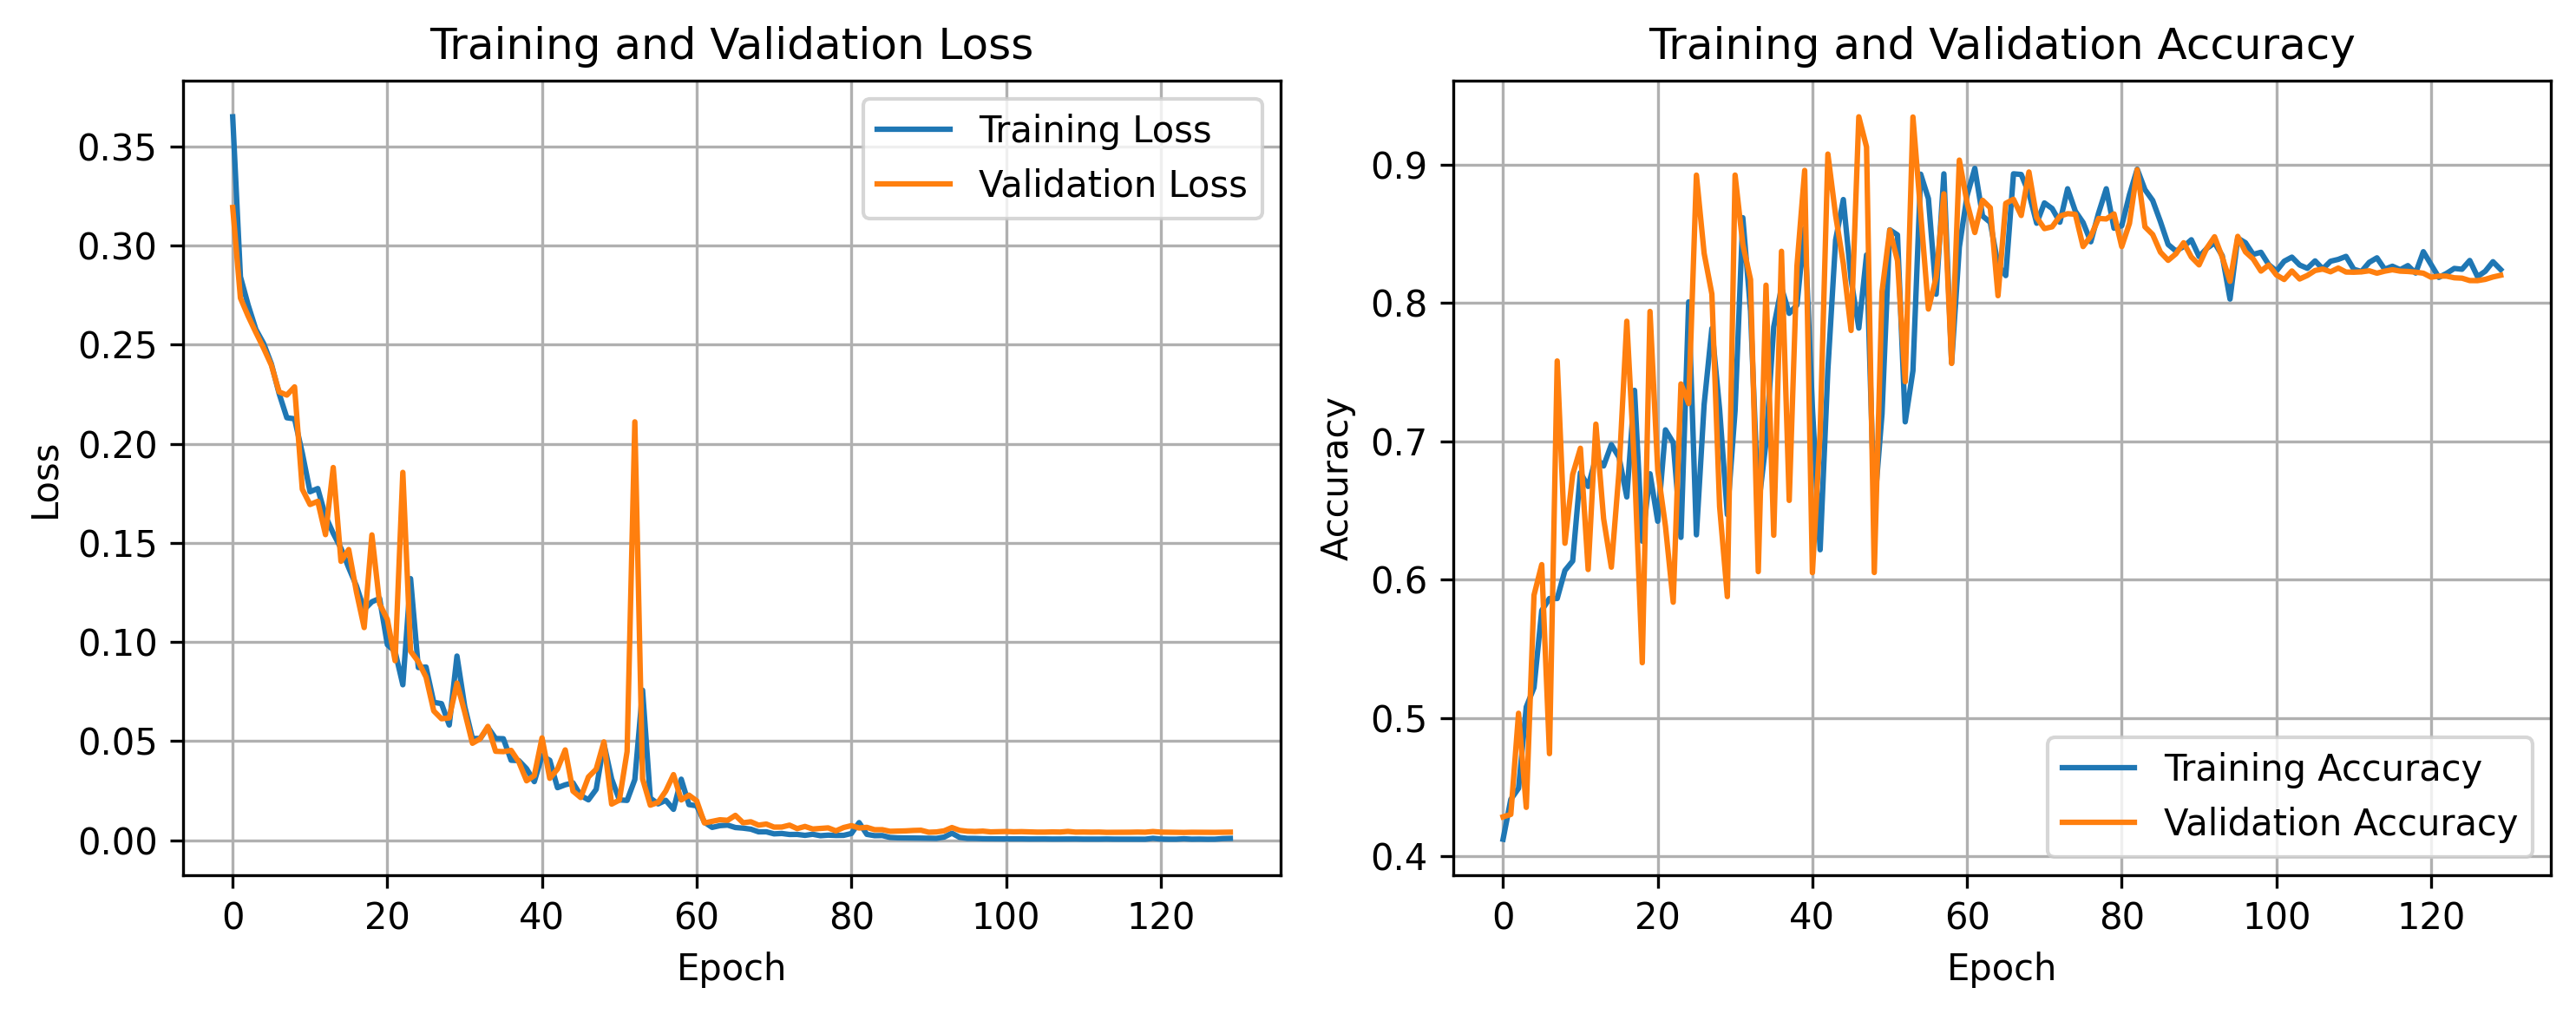 Training and Validation Loss
Loss
0.35
0.30
0.25
0.20
0.15
0.10
0.05
0.00
0 20 40 60 80 100 120
Epoch
Training Loss
Validation Loss
Training and Validation Accuracy
Accuracy
0.9
0.8
0.7
0.6
0.5
0.4
0 20 40 60 80 100 120
Epoch
Training Accuracy
Validation Accuracy